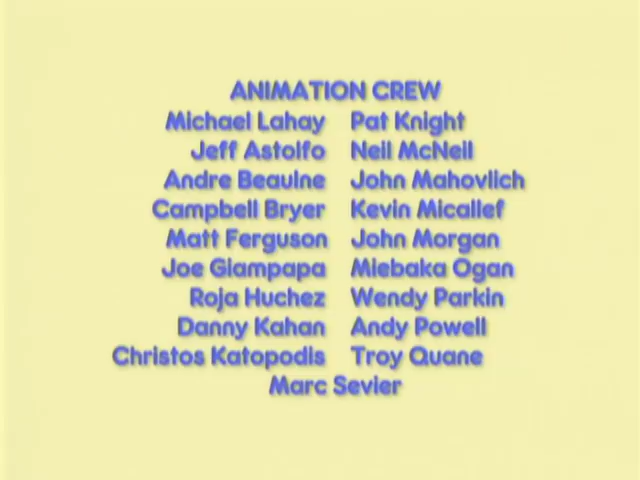 ANIMATION CREW
Michael Lahay Pat Knight
Jeff Astolfo Neil McNeil
Andre Beaulne John Mahovlich
Campbell Bryer Kevin Micallef
Matt Ferguson John Morgan
Joe Giampapa Miebaka Ogan
Roja Huchez Wendy Parkin
Danny Kahan Andy Powell
Christos Katopodis Troy Quane
Marc Sevier